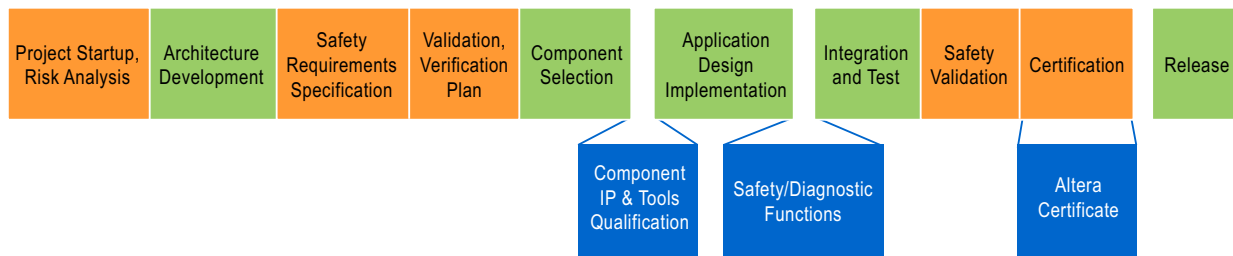 Project Startup,
Risk Analysis
Architecture
Development
Safety
Requirements
Specification
Validation,
Verification
Plan
Component
Selection
Application
Design
Implementation
Integration
and Test
Safety
Validation
Certification
Release
Component
IP & Tools
Qualification
Safety/Diagnostic
Functions
Altera
Certificate